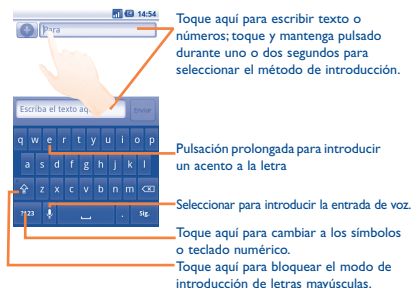 14:54
Para
Toque aquí para escribir texto o
números; toque y mantenga pulsado
durante uno o dos segundos para
seleccionar el método de introducción.
Escriba el texto aq
Enviar
q w e r t y u i o p
a s d f g h j k l
z x c v b n m
?123 . Sig.
Pulsación prolongada para introducir
un acento a la letra
Seleccionar para introducir la entrada de voz.
Toque aquí para cambiar a los símbolos
o teclado numérico.
Toque aquí para bloquear el modo de
introducción de letras mayúsculas.